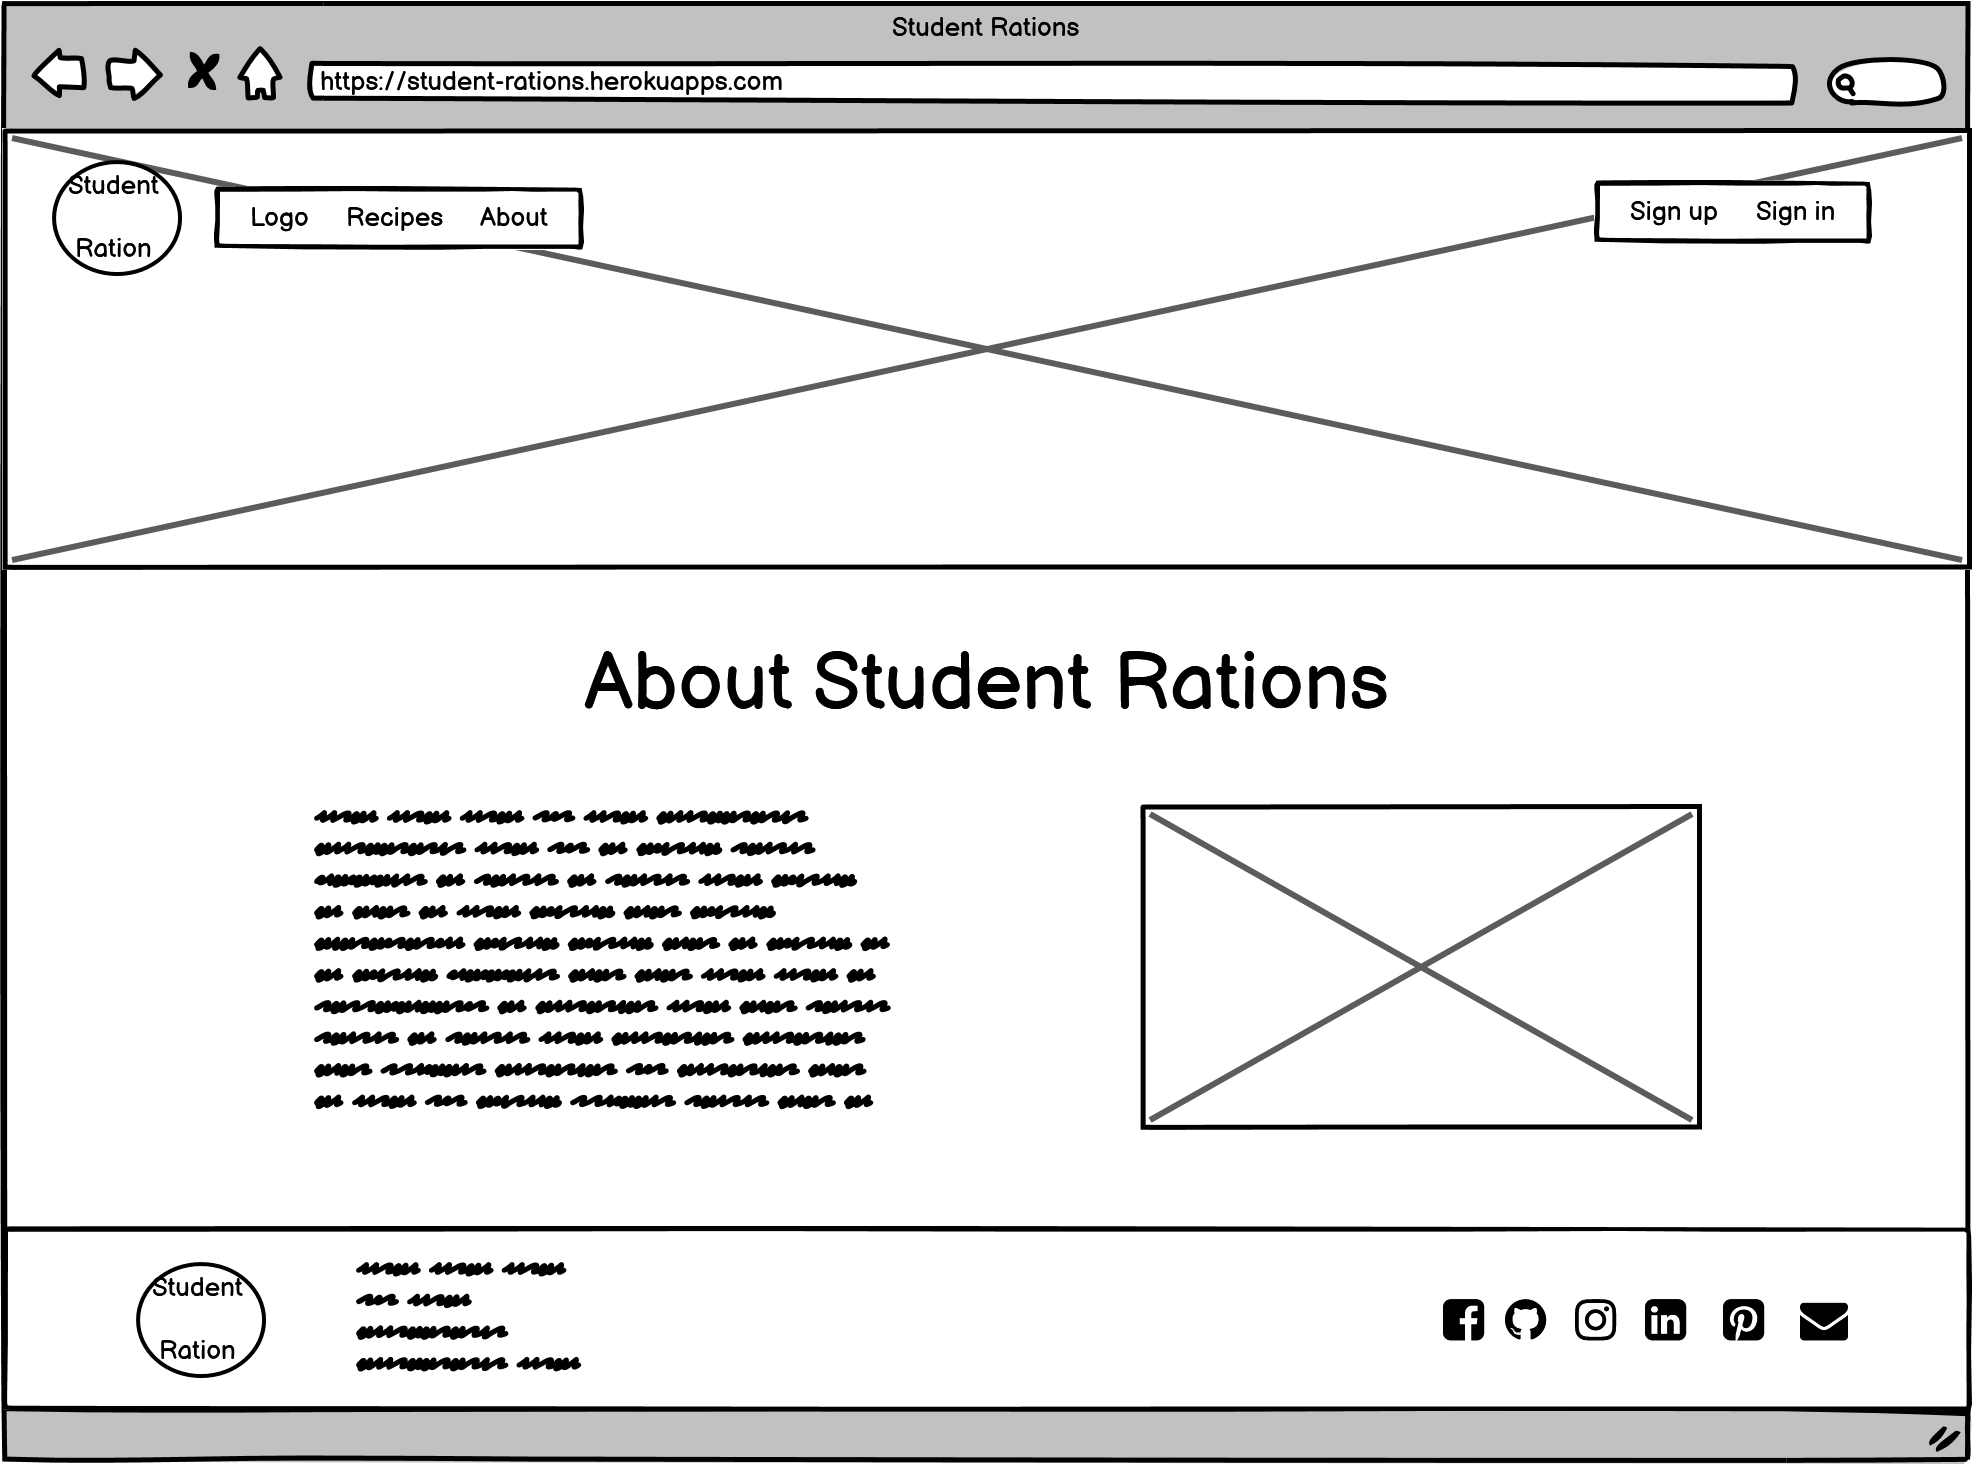 Student Rations
https://student-rations.herokuapps.com
Student
Ration
Logo Recipes About
Sign up Sign in
About Student Rations
Student
Ration